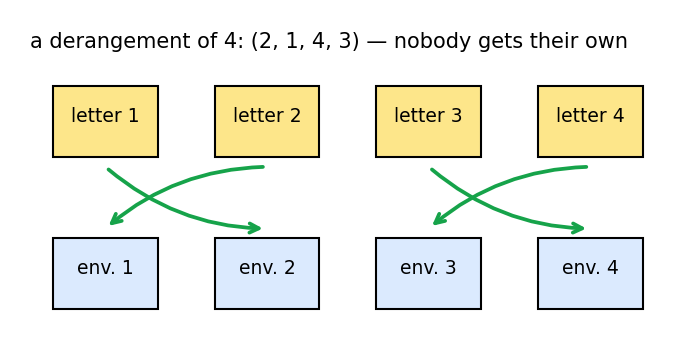 a derangement of 4: (2, 1, 4, 3) — nobody gets their own
letter 1 letter 2 letter 3 letter 4
env. 1 env. 2 env. 3 env. 4